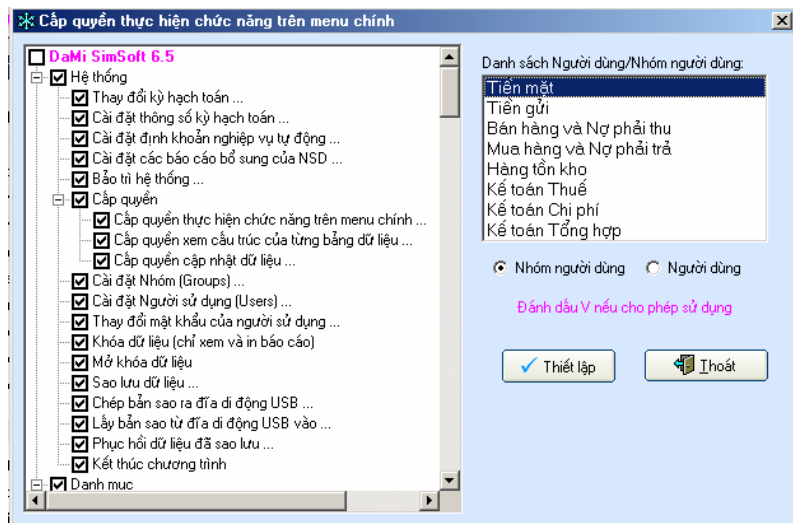 Cấp quyền thực hiện chức năng trên menu chính
DaMi SimSoft 6.5
Hệ thống
Thay đổi kỳ hạch toán ...
Cài đặt thông số kỳ hạch toán ...
Cài đặt định khoản nghiệp vụ tự động ...
Cài đặt các báo cáo bổ sung của NSD ...
Bảo trì hệ thống ...
Cấp quyền
Cấp quyền thực hiện chức năng trên menu chính ...
Cấp quyền xem cấu trúc của từng bảng dữ liệu ...
Cấp quyền cập nhật dữ liệu ...
Cài đặt Nhóm (Groups) ...
Cài đặt Người sử dụng (Users) ...
Thay đổi mật khẩu của người sử dụng ...
Khóa dữ liệu (chỉ xem và in báo cáo)
Mở khóa dữ liệu
Sao lưu dữ liệu ...
Chép bản sao ra đĩa di động USB ...
Lấy bản sao từ đĩa di động USB vào ...
Phục hồi dữ liệu đã sao lưu ...
Kết thúc chương trình
Danh mục
Danh sách Người dùng/Nhóm người dùng:
Tiền mặt
Tiền gửi
Bán hàng và Nợ phải thu
Mua hàng và Nợ phải trả
Hàng tồn kho
Kế toán Thuế
Kế toán Chi phí
Kế toán Tổng hợp
Nhóm người dùng Người dùng
Đánh dấu V nếu cho phép sử dụng
Thiết lập Thoát